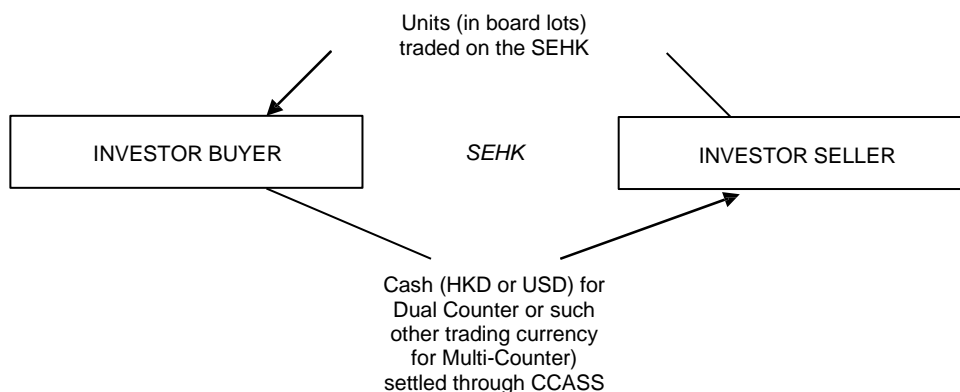 Units (in board lots)
traded on the SEHK
INVESTOR BUYER
SEHK
INVESTOR SELLER
Cash (HKD or USD) for
Dual Counter or such
other trading currency
for Multi-Counter)
settled through CCASS